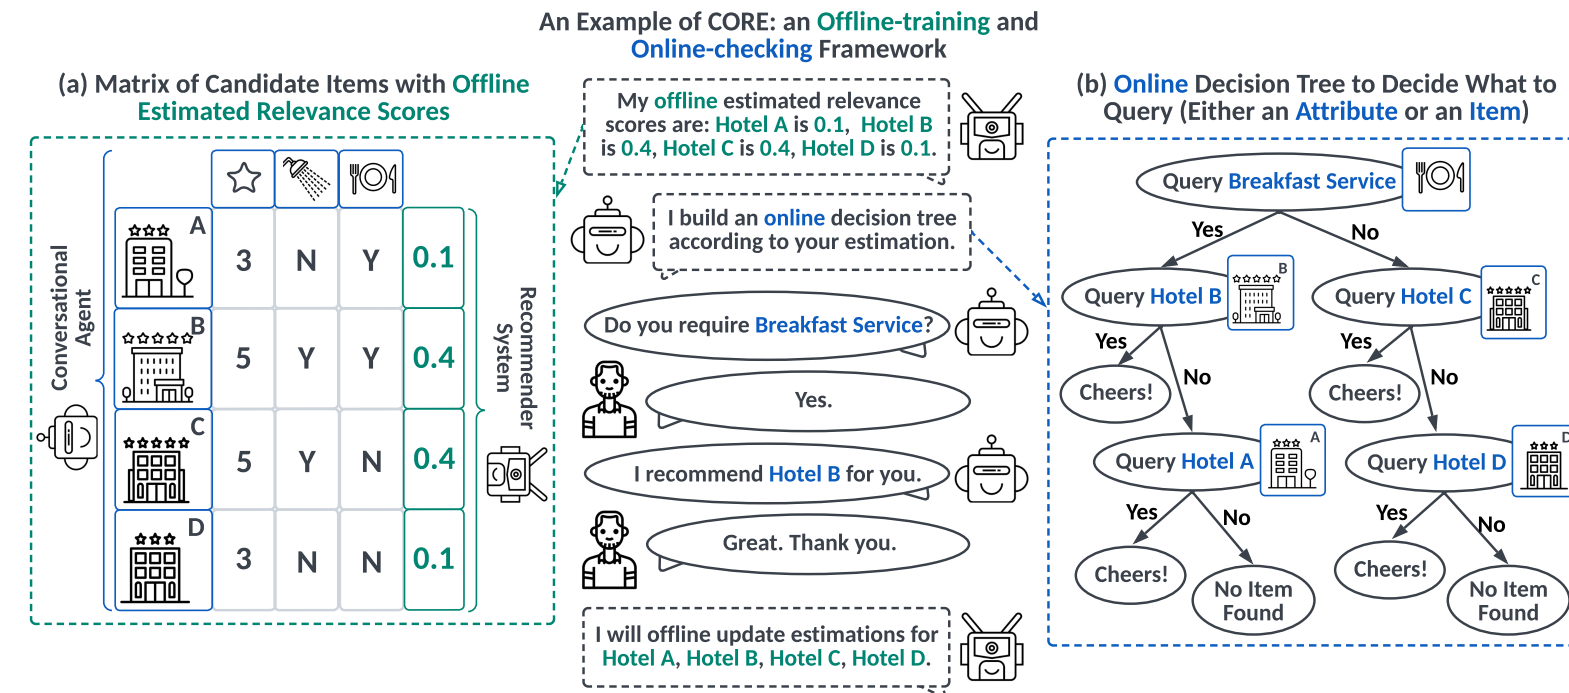 An Example of CORE: an Offline-training and
Online-checking Framework
(a) Matrix of Candidate Items with Offline
Estimated Relevance Scores
Conversational
Agent
A
3 N Y 0.1
B
5 Y Y 0.4
C
5 Y N 0.4
D
3 N N 0.1
Recommender
System
My offline estimated relevance
scores are: Hotel A is 0.1, Hotel B
is 0.4, Hotel C is 0.4, Hotel D is 0.1.
I build an online decision tree
according to your estimation.
Do you require Breakfast Service?
Yes.
I recommend Hotel B for you.
Great. Thank you.
I will offline update estimations for
Hotel A, Hotel B, Hotel C, Hotel D.
(b) Online Decision Tree to Decide What to
Query (Either an Attribute or an Item)
Query Breakfast Service
Yes No
Query Hotel B B
Query Hotel C C
Yes No
Yes No
Cheers!
Cheers!
Query Hotel A A
Query Hotel D D
Yes No
Yes No
Cheers!
No Item
Found
Cheers!
No Item
Found